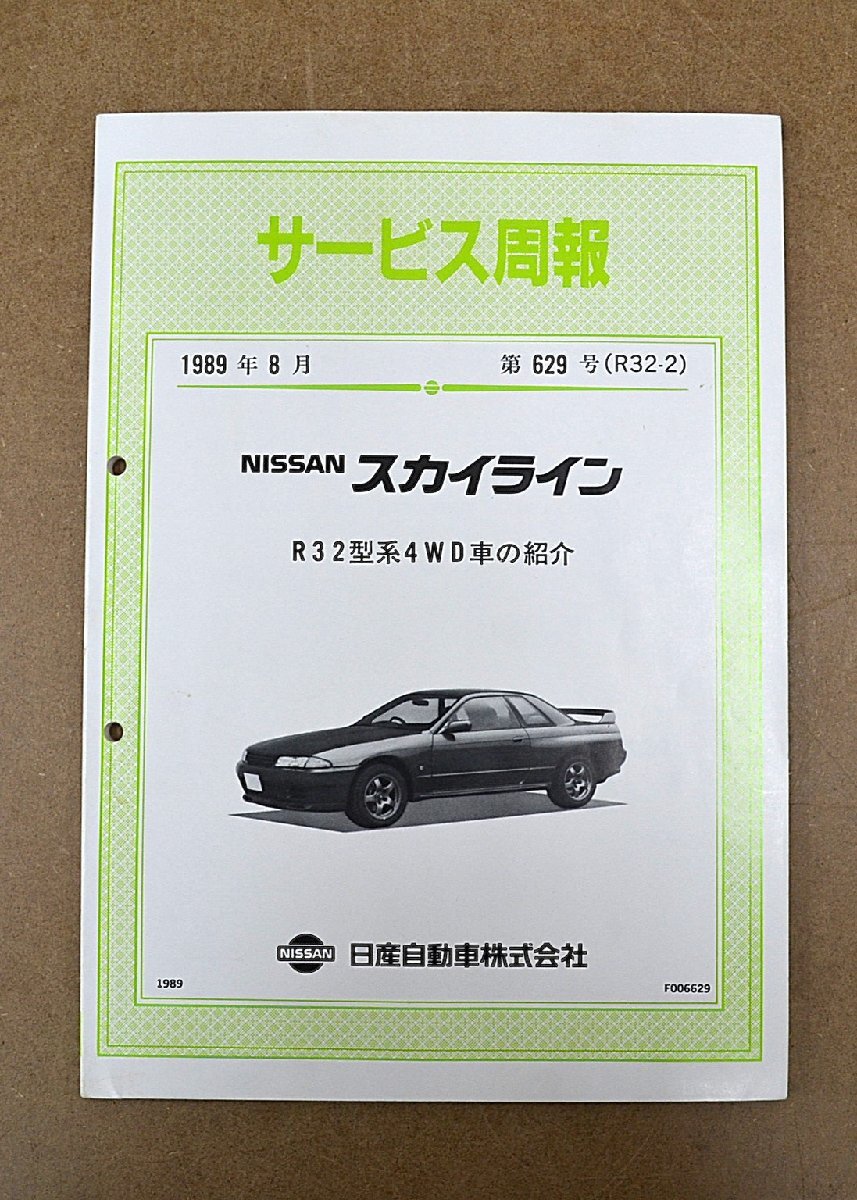 サービス周報
1989 年 8 月 第 629 号(R32-2)
NISSAN スカイライン
R32型系4WD車の紹介
NISSAN 日産自動車株式会社
1989 F006629